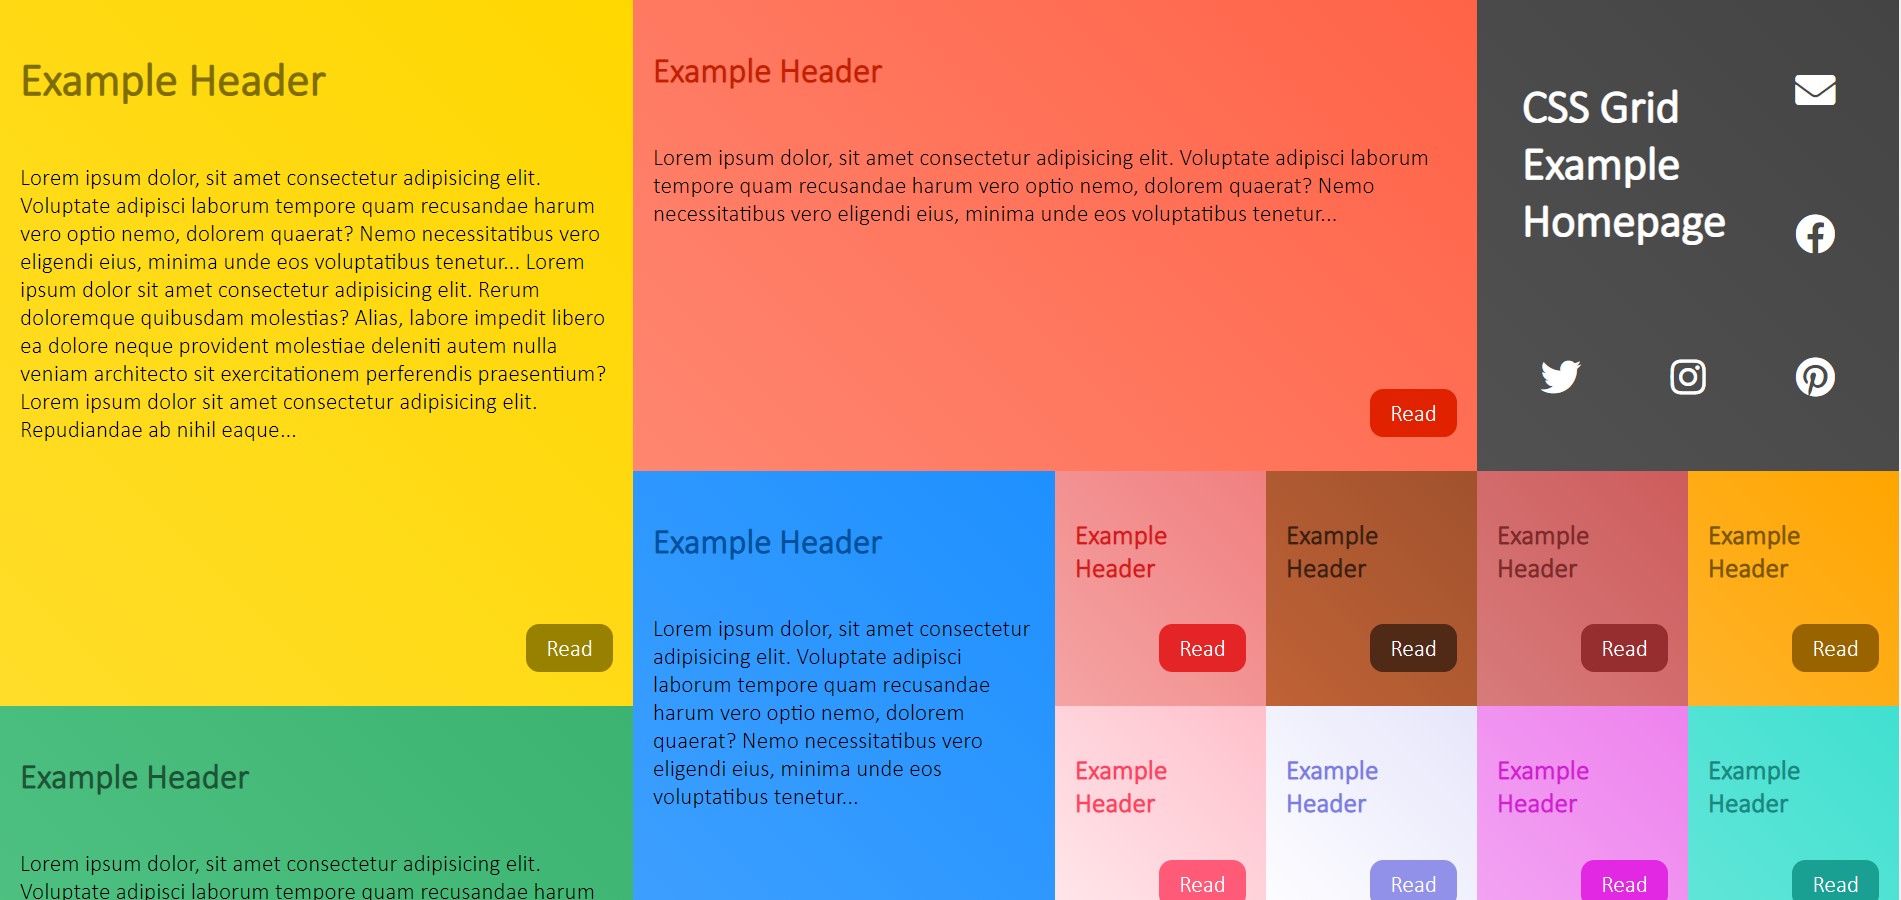 Example Header
Lorem ipsum dolor, sit amet consectetur adipisicing elit.
Voluptate adipisci laborum tempore quam recusandae harum
vero optio nemo, dolorem quaerat? Nemo necessitatibus vero
eligendi eius, minima unde eos voluptatibus tenetur... Lorem
ipsum dolor sit amet consectetur adipisicing elit. Rerum
doloremque quibusdam molestias? Alias, labore impedit libero
ea dolore neque provident molestiae deleniti autem nulla
veniam architecto sit exercitationem perferendis praesentium?
Lorem ipsum dolor sit amet consectetur adipisicing elit.
Repudiandae ab nihil eaque...
Read
Example Header
Lorem ipsum dolor, sit amet consectetur adipisicing elit. Voluptate adipisci laborum
tempore quam recusandae harum vero optio nemo, dolorem quaerat? Nemo
necessitatibus vero eligendi eius, minima unde eos voluptatibus tenetur...
Read
CSS Grid
Example
Homepage
Example Header
Lorem ipsum dolor, sit amet consectetur
adipisicing elit. Voluptate adipisci
laborum tempore quam recusandae
harum vero optio nemo, dolorem
quaerat? Nemo necessitatibus vero
eligendi eius, minima unde eos
voluptatibus tenetur...
Example
Header
Read
Example
Header
Read
Example
Header
Read
Example
Header
Read
Example Header
Lorem ipsum dolor, sit amet consectetur adipisicing elit.
Voluptate adipisci laborum tempore quam recusandae harum
Example
Header
Read
Example
Header
Read
Example
Header
Read
Example
Header
Read